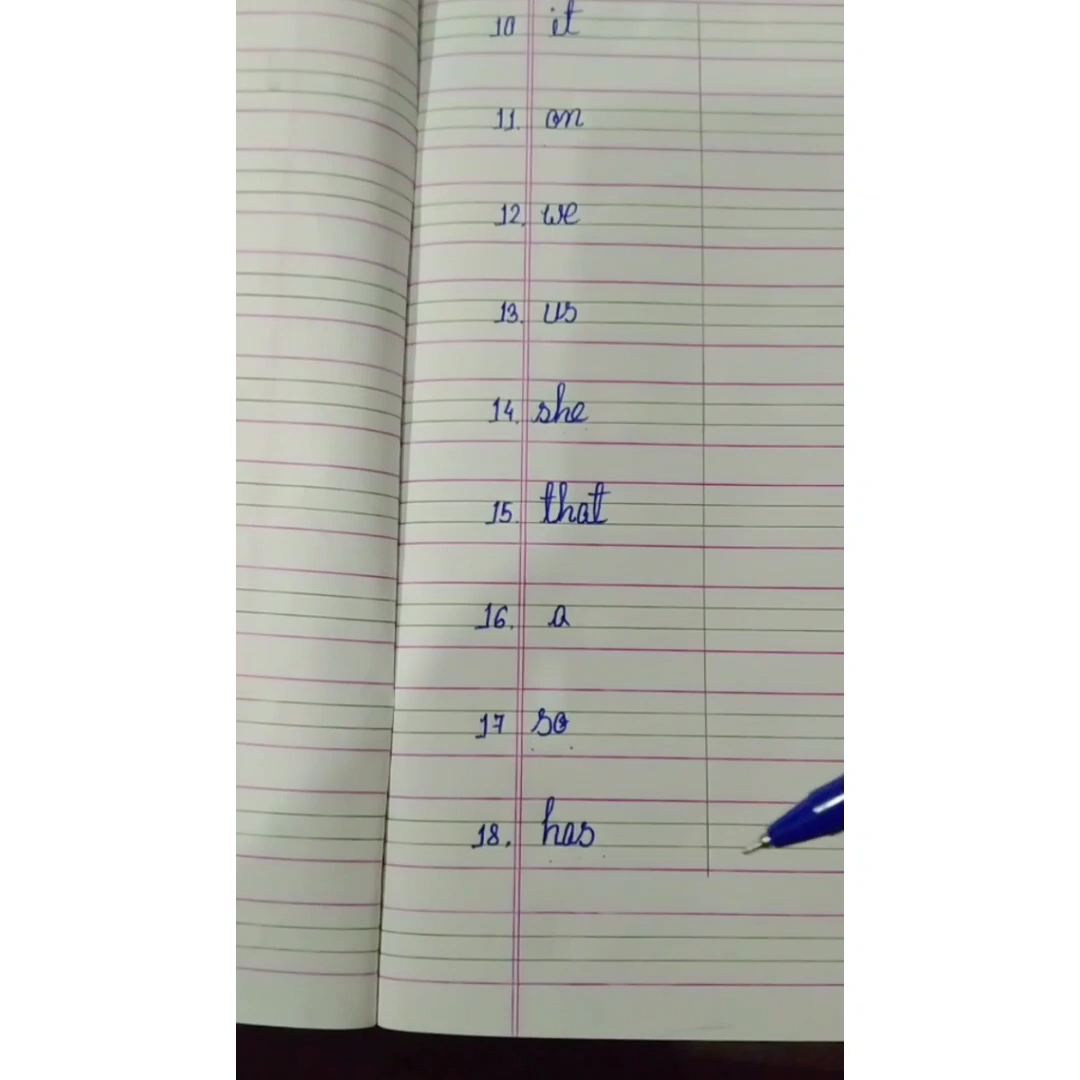 10 it
11. on
12. we
13. us
14. she
15. that
16. a
17 so
18. has